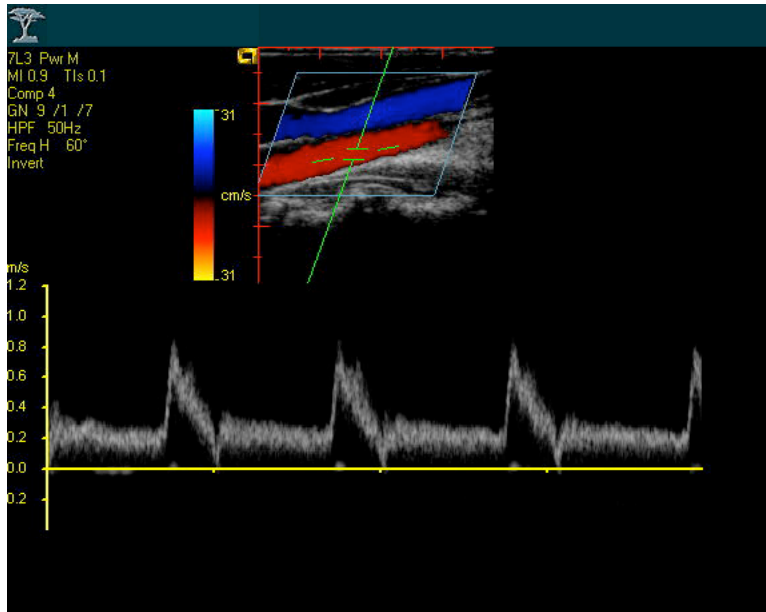 7L3 Pwr M
MI 0.9 TIs 0.1
Comp 4
GN 9 /1 /7
HPF 50Hz
Freq H 60°
Invert
31
cm/s
31
m/s
1.2
1.0
0.8
0.6
0.4
0.2
0.0
0.2